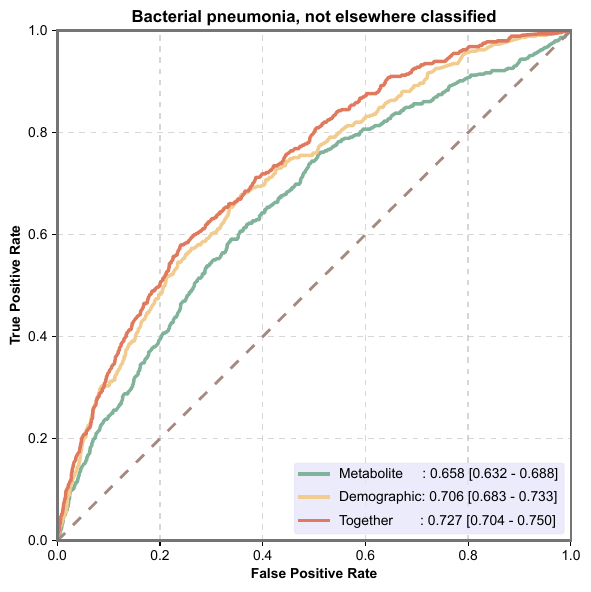 Bacterial pneumonia, not elsewhere classified
True Positive Rate
1.0
0.8
0.6
0.4
0.2
0.0
Metabolite : 0.658 [0.632 - 0.688]
Demographic: 0.706 [0.683 - 0.733]
Together : 0.727 [0.704 - 0.750]
0.0 0.2 0.4 0.6 0.8 1.0
False Positive Rate